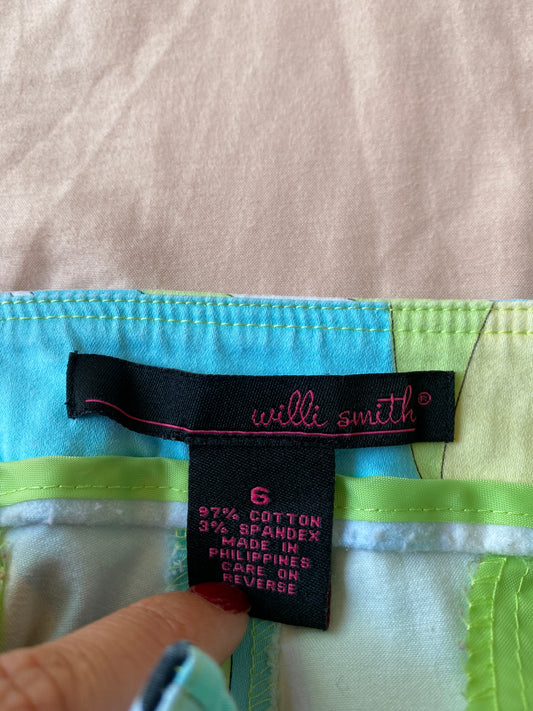 willi smith®
6
97% COTTON
3% SPANDEX
MADE IN
PHILIPPINES
CARE ON
REVERSE